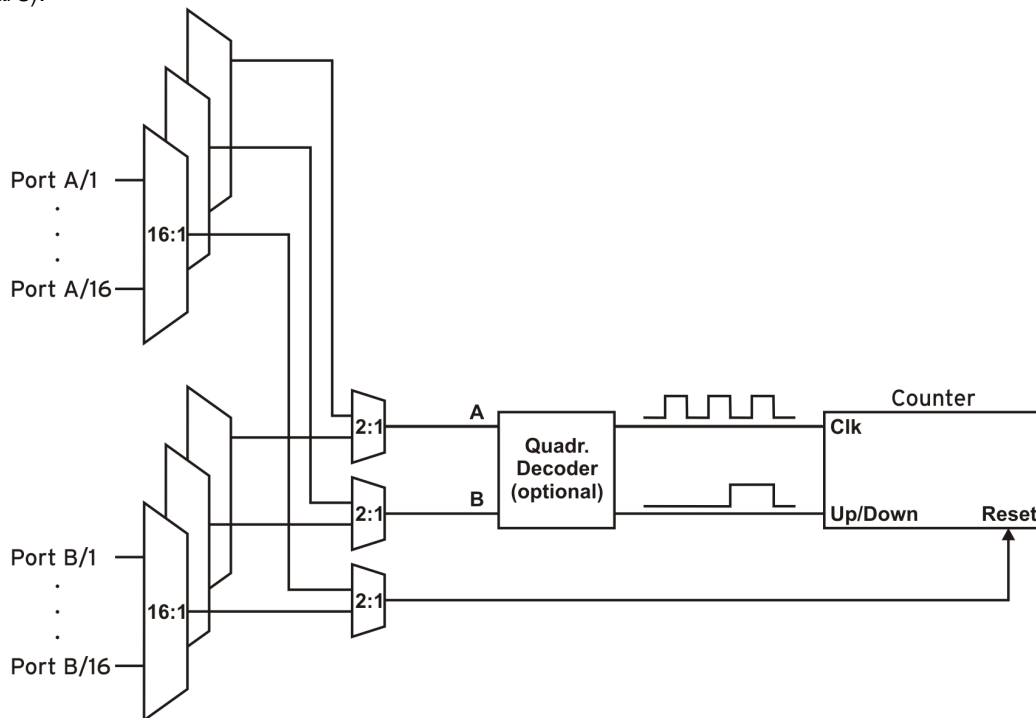 Port A/1
16:1
Port A/16
Port B/1
16:1
Port B/16
2:1
2:1
2:1
A
B
Quadr.
Decoder
(optional)
Counter
Clk
Up/Down
Reset